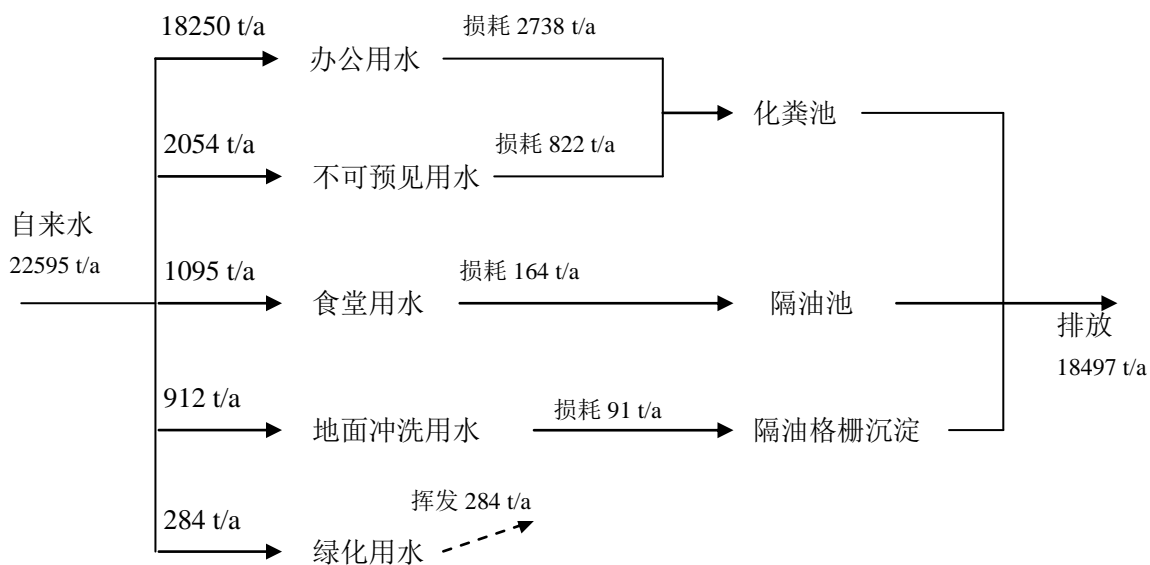 18250 t/a
损耗 2738 t/a
办公用水
化粪池
2054 t/a
损耗 822 t/a
不可预见用水
自来水
22595 t/a
1095 t/a
损耗 164 t/a
食堂用水
隔油池
排放
18497 t/a
912 t/a
损耗 91 t/a
地面冲洗用水
隔油格栅沉淀
284 t/a
挥发 284 t/a
绿化用水